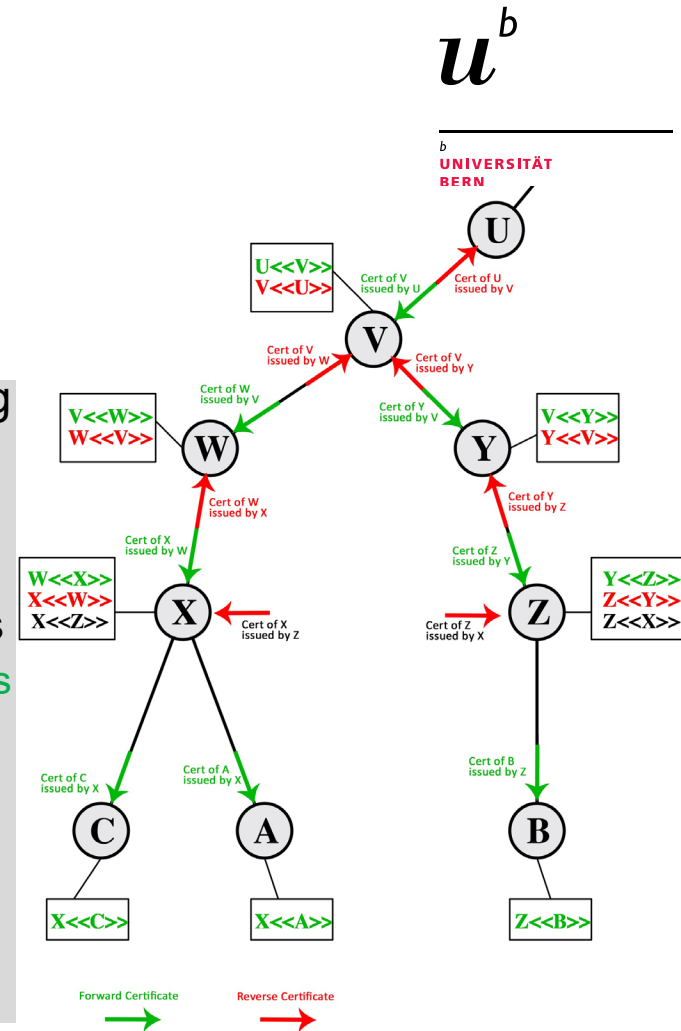 u b
b
UNIVERSITÄT
BERN
U
U<<V>>
V<<U>>
Cert of V
issued by U
Cert of U
issued by V
V
Cert of V
issued by W
Cert of V
issued by Y
g
Cert of W
issued by V
Cert of Y
issued by V
V<<W>>
W<<V>>
W
Y
V<<Y>>
Y<<V>>
Cert of W
issued by X
Cert of Y
issued by Z
Cert of X
issued by W
Cert of Z
issued by Y
W<<X>>
X<<W>>
X<<Z>>
X
Cert of X
issued by Z
Cert of Z
issued by X
Z
Y<<Z>>
Z<<Y>>
Z<<X>>
s
s
Cert of C
issued by X
Cert of A
issued by X
Cert of B
issued by Z
C
A
B
X<<C>>
X<<A>>
Z<<B>>
Forward Certificate
Reverse Certificate